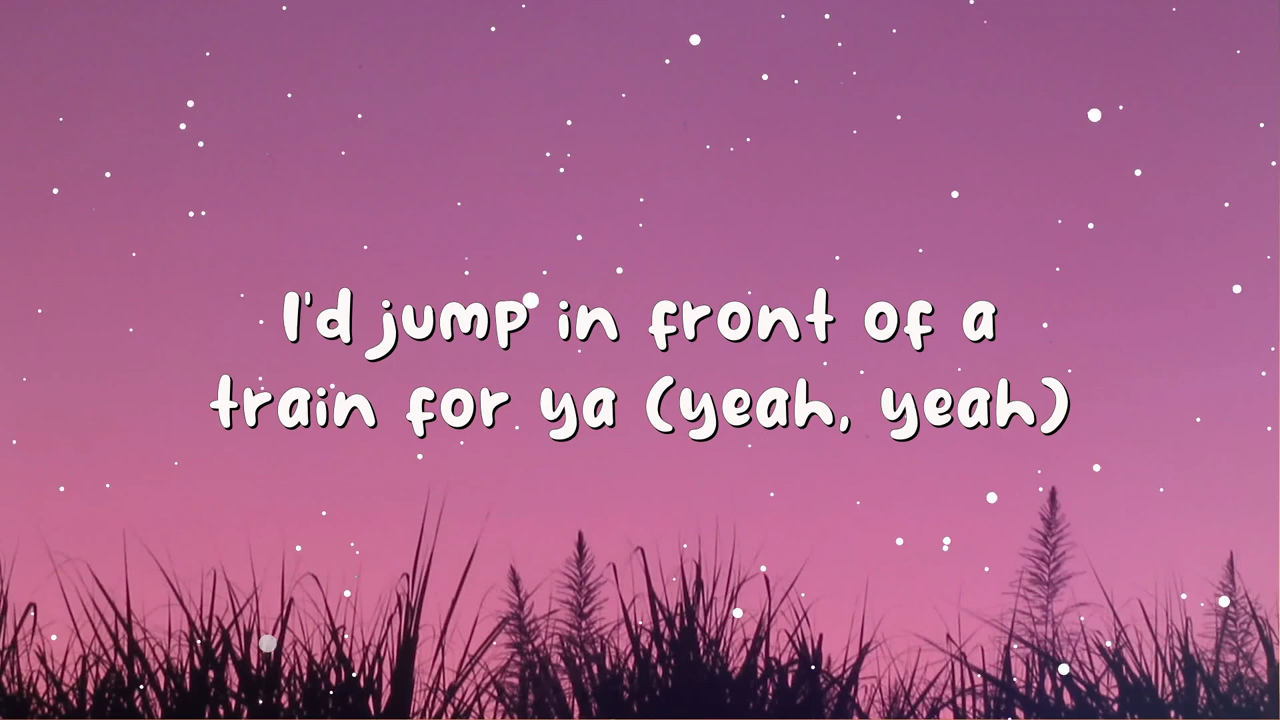 I'd jump in front of a
train for ya (yeah, yeah)